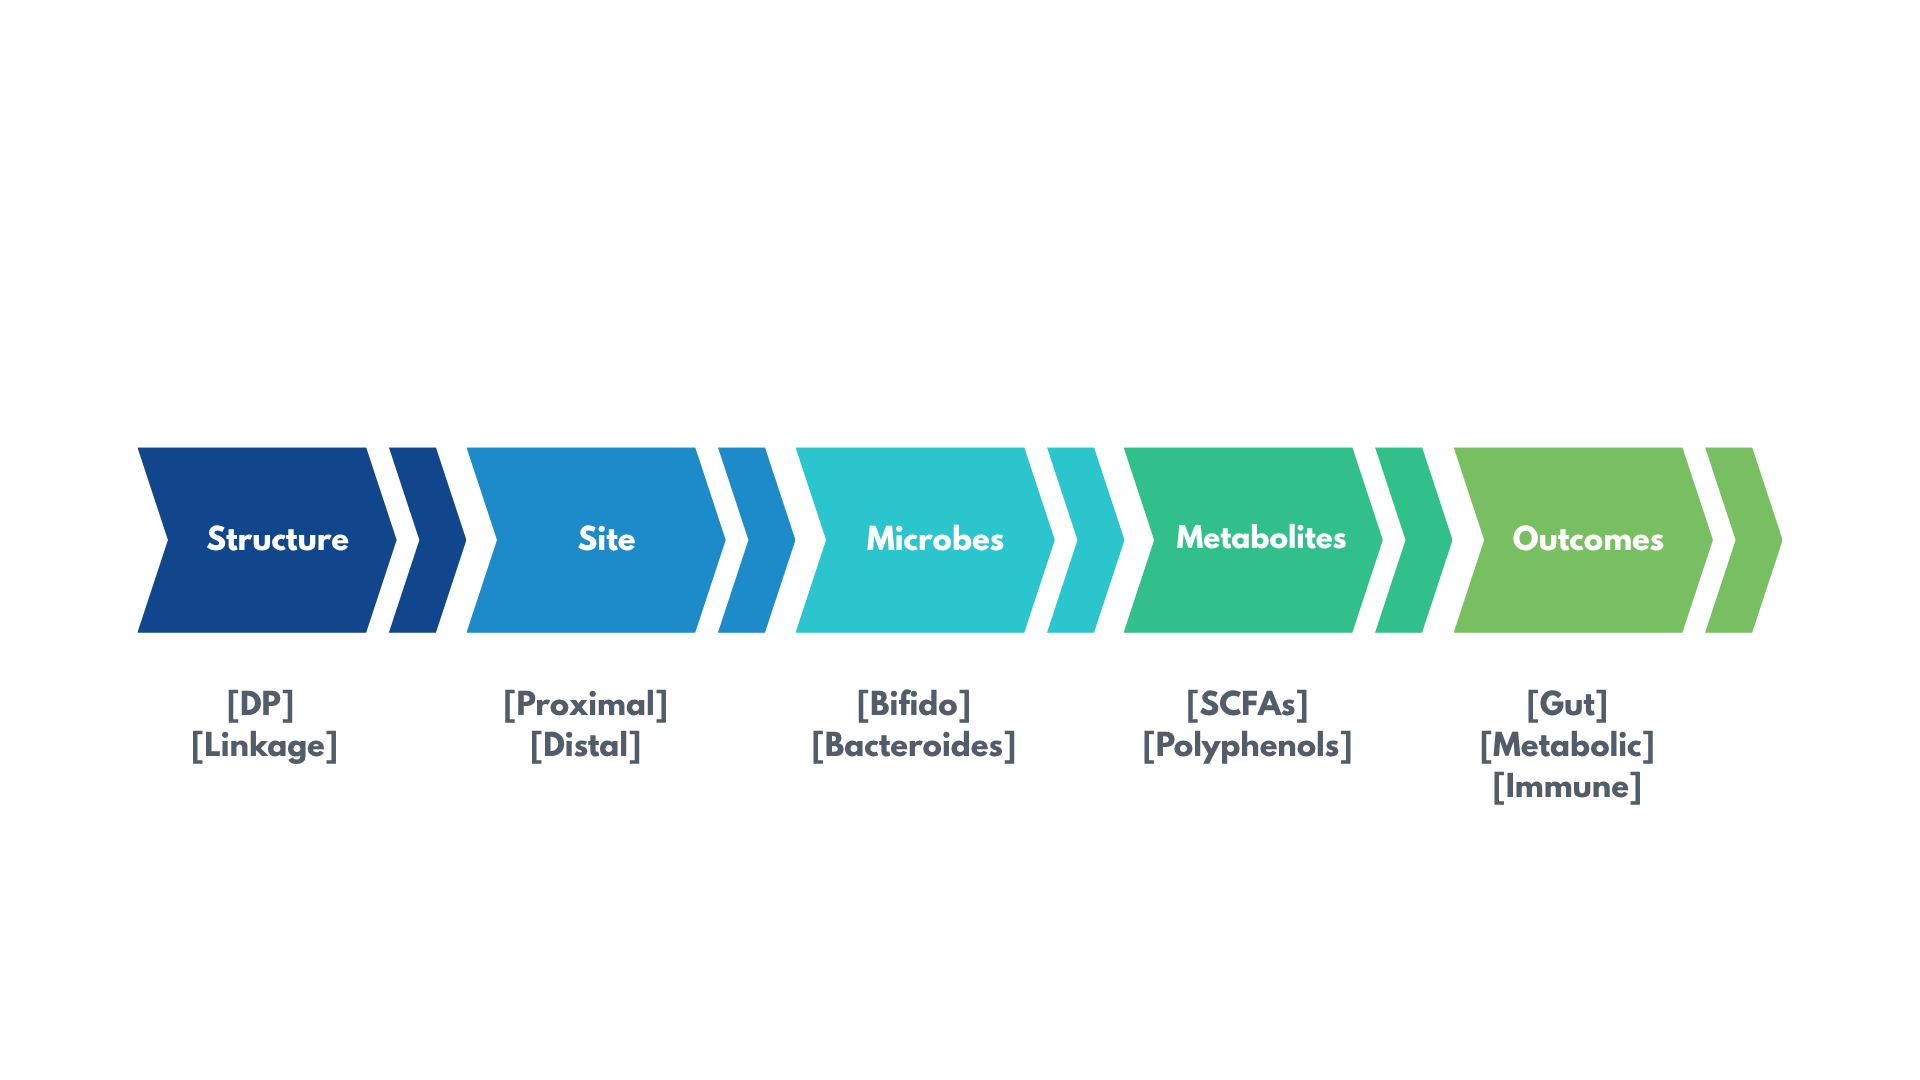 Structure
Site
Microbes
Metabolites
Outcomes
[DP]
[Linkage]
[Proximal]
[Distal]
[Bifido]
[Bacteroides]
[SCFAs]
[Polyphenols]
[Gut]
[Metabolic]
[Immune]